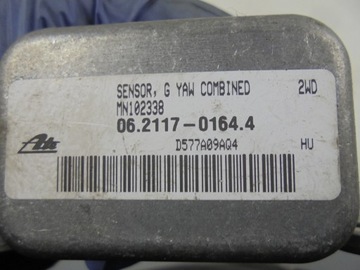 SENSOR, G YAW COMBINED 2WD
MN102338
06.2117-0164.4
Ate
D577A09AQ4 HU